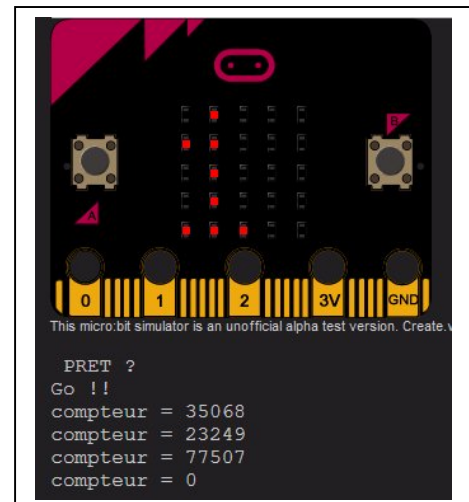 B
A
0 1 2 3V GND
This micro:bit simulator is an unofficial alpha test version. Create.
PRET ?
Go !!
compteur = 35068
compteur = 23249
compteur = 77507
compteur = 0